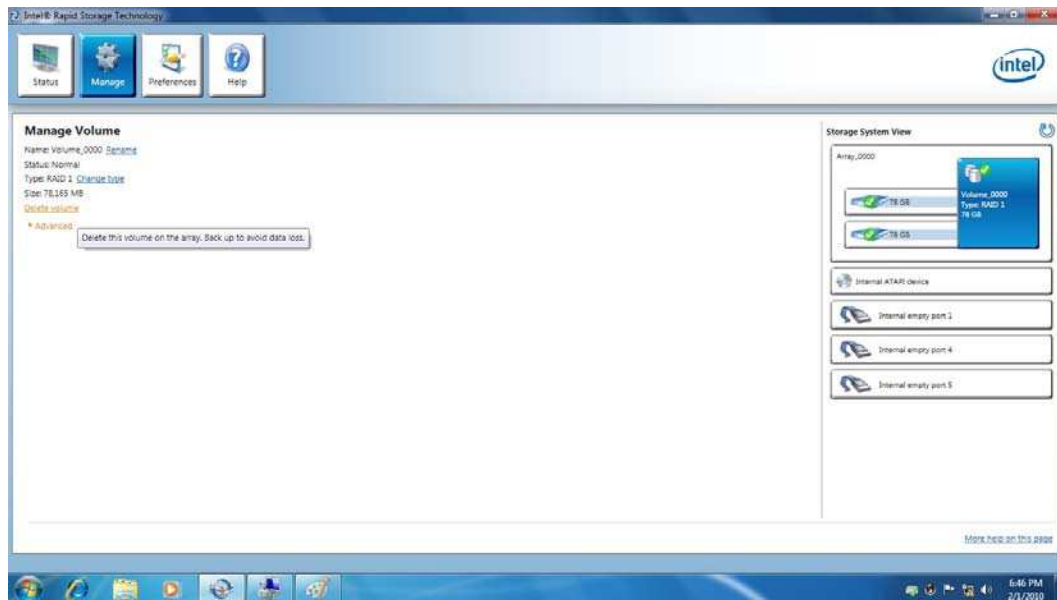 Intel® Rapid Storage Technology
Status
Manage
Preferences
Help
intel
Manage Volume
Name: Volume_0000 Rename
Status: Normal
Type: RAID 1 Change type
Size: 78,165 MB
Delete volume
Advanced
Delete this volume on the array. Back up to avoid data loss.
Storage System View
Array_0000
78 GB
78 GB
Volume_0000
Type: RAID 1
78 GB
Internal ATAPI device
Internal empty port 1
Internal empty port 4
Internal empty port 5
More help on this page
6:46 PM
2/1/2010